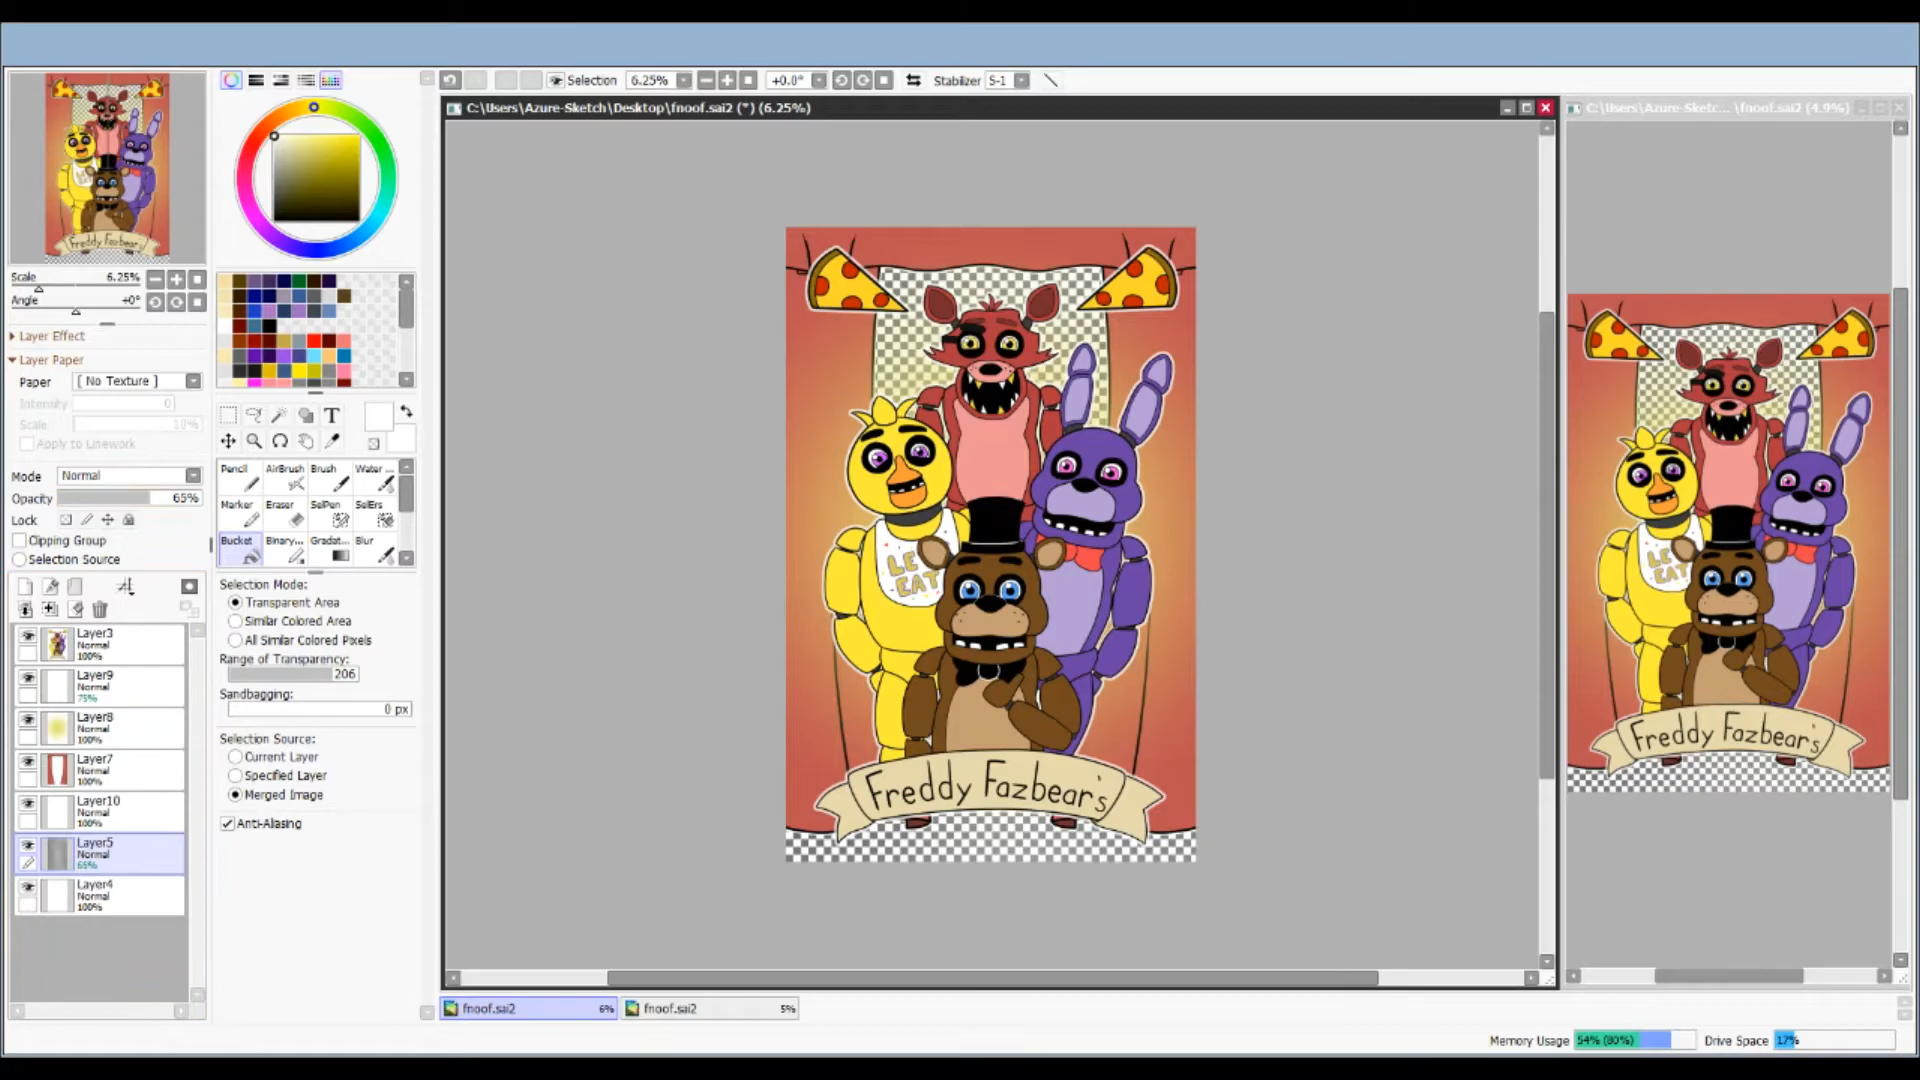 Selection 6.25% +0.0° Stabilizer S-1
C:\Users\Azure-Sketch\Desktop\fnoof.sai2 (*) (6.25%)
C:\Users\Azure-Sketc... \fnoof.sai2 (4.9%)
Scale 6.25%
Angle +0°
Layer Effect
Layer Paper
Paper [ No Texture ]
Intensity 0
Scale 10%
Apply to Linework
Mode Normal
Opacity 65%
Lock
Clipping Group
Selection Source
Layer3
Normal
100%
Layer9
Normal
75%
Layer8
Normal
100%
Layer7
Normal
100%
Layer10
Normal
100%
Layer5
Normal
65%
Layer4
Normal
100%
T
Pencil AirBrush Brush Water ...
Marker Eraser SelPen SelErs
Bucket Binary... Gradat... Blur
Selection Mode:
Transparent Area
Similar Colored Area
All Similar Colored Pixels
Range of Transparency:
206
Sandbagging:
0 px
Selection Source:
Current Layer
Specified Layer
Merged Image
Anti-Aliasing
LE
EAT
Freddy Fazbear's
LE
EAT
Freddy Fazbear's
Freddy Fazbear's
fnoof.sai2 6% fnoof.sai2 5%
Memory Usage 54% (80%) Drive Space 17%